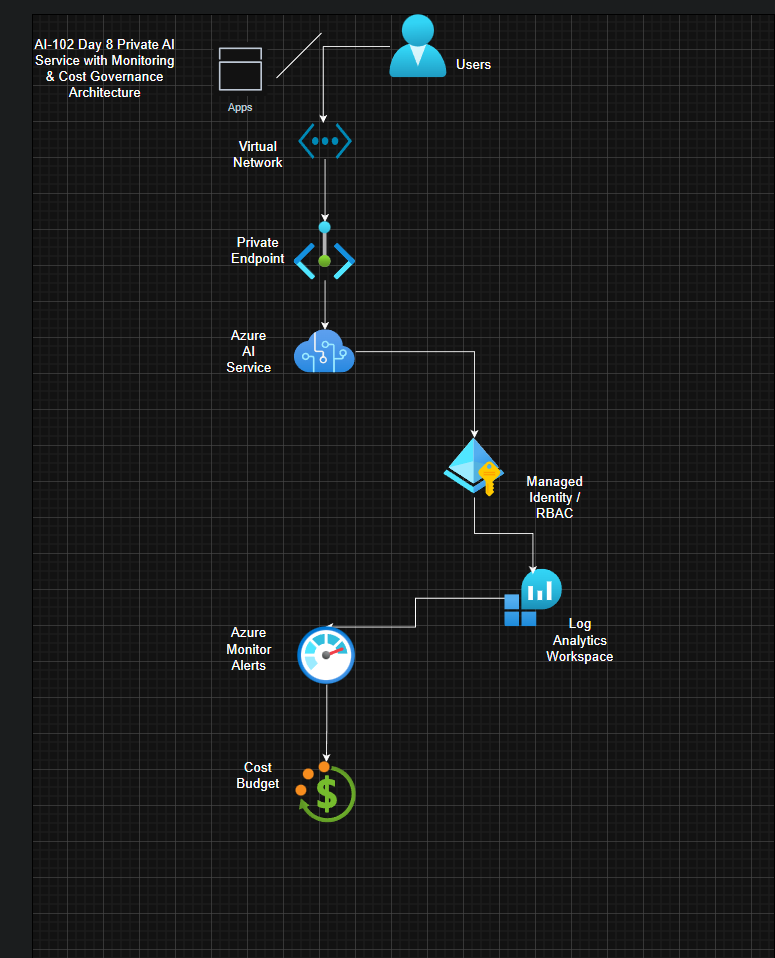 AI-102 Day 8 Private AI
Service with Monitoring
& Cost Governance
Architecture
Apps
Users
Virtual
Network
Private
Endpoint
Azure
AI
Service
Managed
Identity /
RBAC
Log
Analytics
Workspace
Azure
Monitor
Alerts
Cost
Budget
$